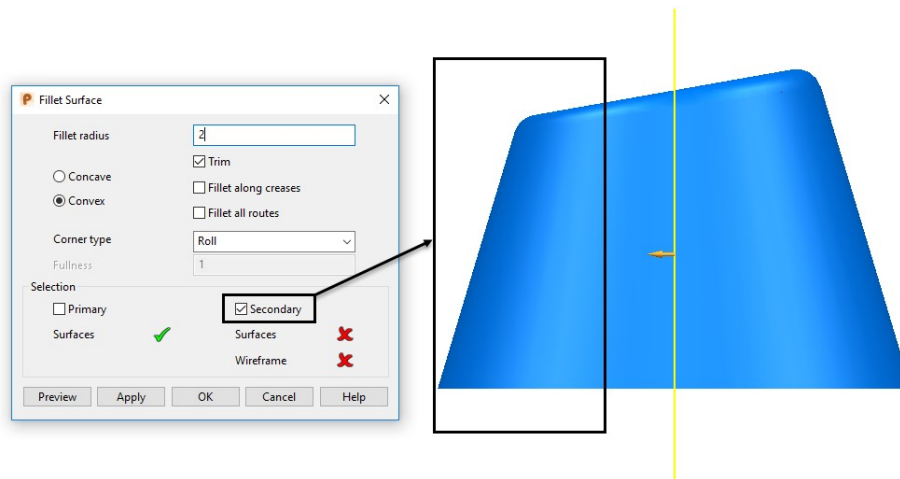 P Fillet Surface
Fillet radius 2
Trim
Concave Fillet along creases
Convex Fillet all routes
Corner type Roll
Fullness 1
Selection
Primary Secondary
Surfaces Surfaces
Wireframe
Preview Apply OK Cancel Help